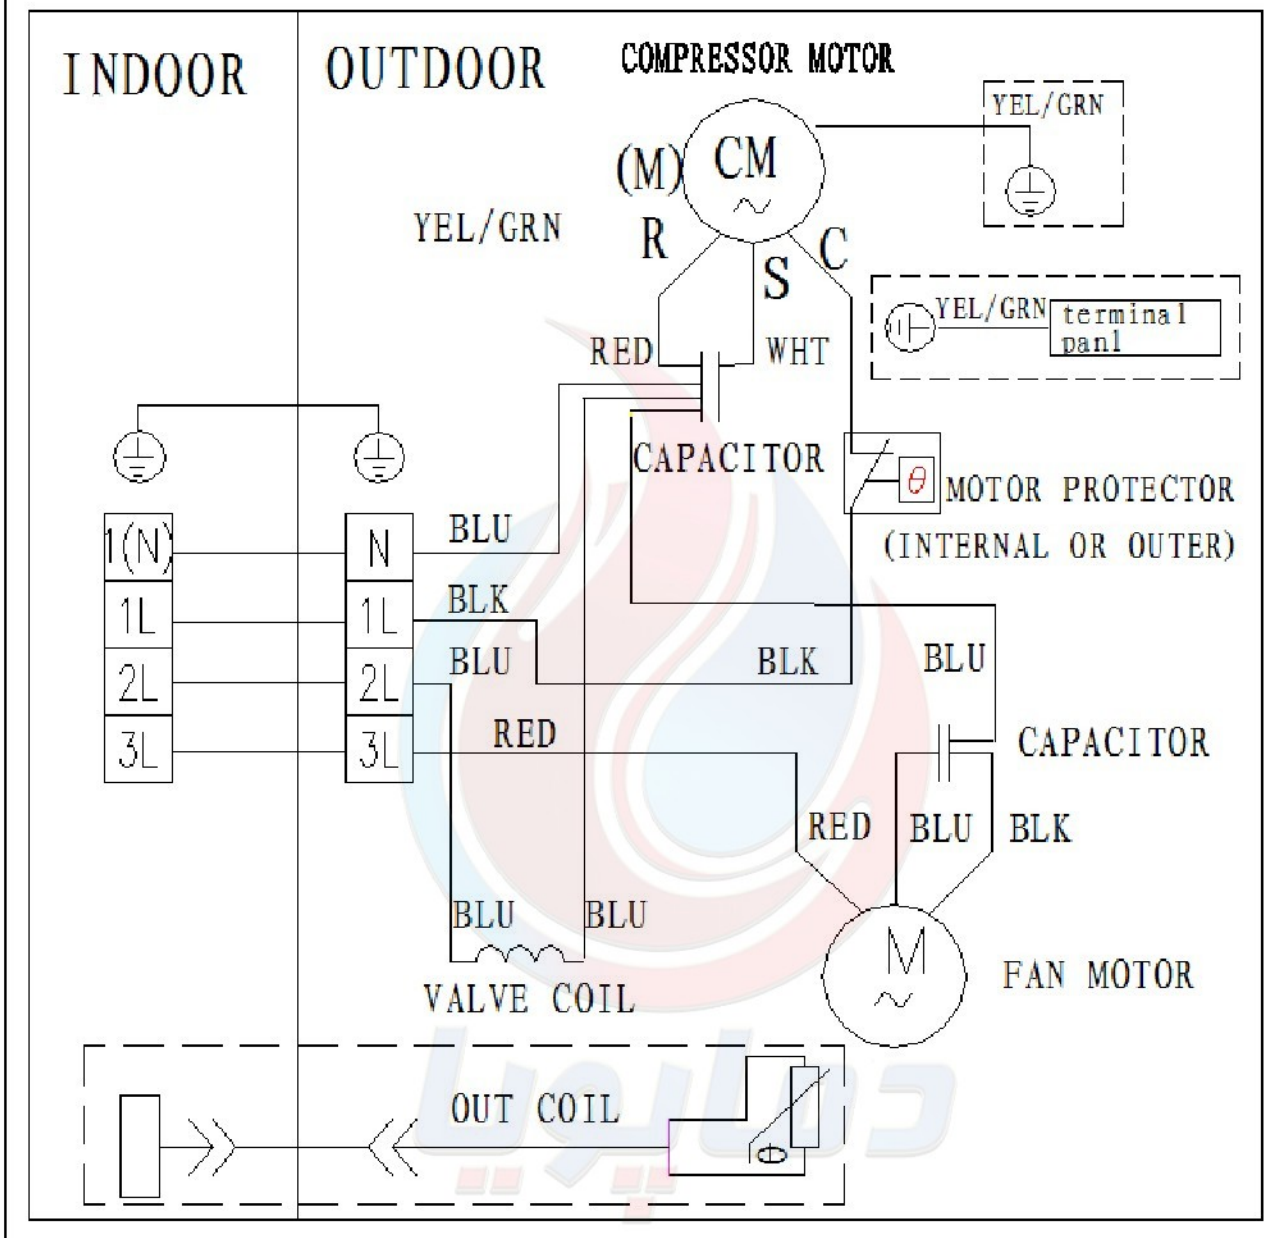 INDOOR
OUTDOOR
COMPRESSOR MOTOR
YEL/GRN
(M)
CM
YEL/GRN
R
S
C
YEL/GRN
terminal
panl
RED
WHT
CAPACITOR
θ
MOTOR PROTECTOR
(INTERNAL OR OUTER)
1(N)
N
BLU
1L
1L
BLK
2L
2L
BLU
BLK
BLU
3L
3L
RED
CAPACITOR
RED
BLU
BLK
BLU
BLU
M
FAN MOTOR
VALVE COIL
OUT COIL
θ
دماپویا